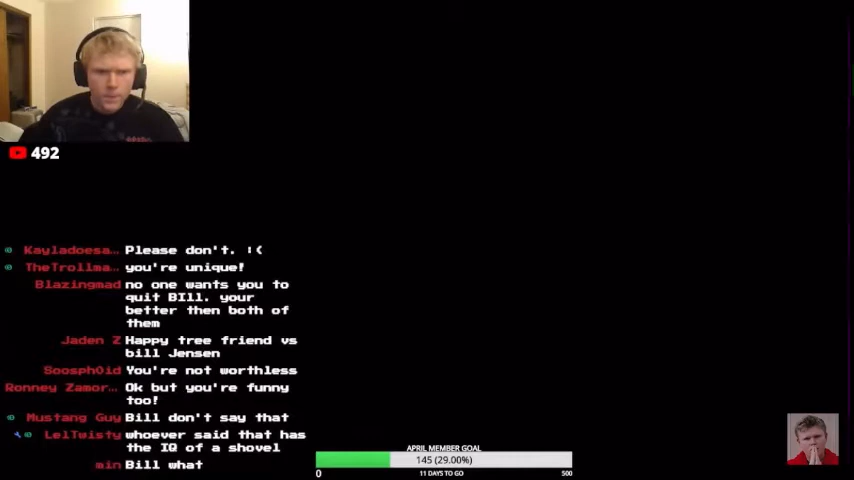 492
Kayladoesa... Please don't. :(
TheTrollma... you're unique!
Blazingmad no one wants you to
quit BIll. your
better then both of
them
Jaden Z Happy tree friend vs
bill Jensen
Soosph0id You're not worthless
Ronney Zamor... Ok but you're funny
too!
Mustang Guy Bill don't say that
LelTwisty whoever said that has
the IQ of a shovel
min Bill what
APRIL MEMBER GOAL
145 (29.00%)
0 500
11 DAYS TO GO